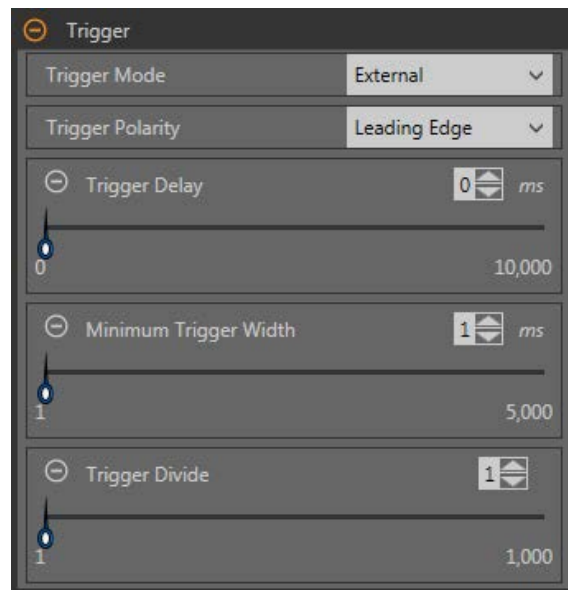 Trigger
Trigger Mode External
Trigger Polarity Leading Edge
Trigger Delay 0 ms
0 10,000
Minimum Trigger Width 1 ms
1 5,000
Trigger Divide 1
1 1,000